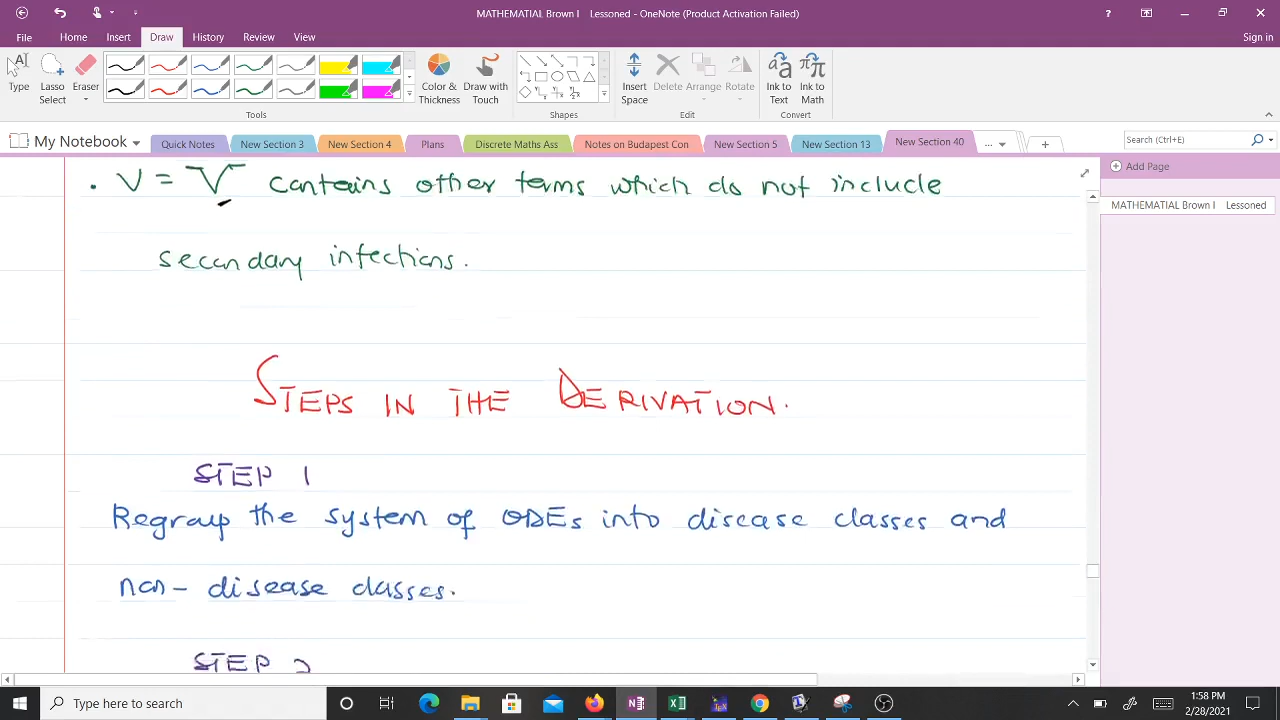 MATHEMATIAL Brown I    Lessoned - OneNote (Product Activation Failed)
File Home Insert Draw History Review View Sign in
Type Lasso Select Eraser Color & Thickness Draw with Touch Insert Space Delete Arrange Rotate Ink to Text Ink to Math
Tools Shapes Edit Convert
My Notebook Quick Notes New Section 3 New Section 4 Plans Discrete Maths Ass Notes on Budapest Con New Section 5 New Section 13 New Section 40 ... + Search (Ctrl+E)
Add Page
MATHEMATIAL Brown I    Lessoned
. V = V contains other terms which do not include
secondary infections.
STEPS IN THE DERIVATION.
STEP 1
Regroup the system of ODEs into disease classes and
non- disease classes.
STEP 2
Type here to search
1:58 PM
2/28/2021